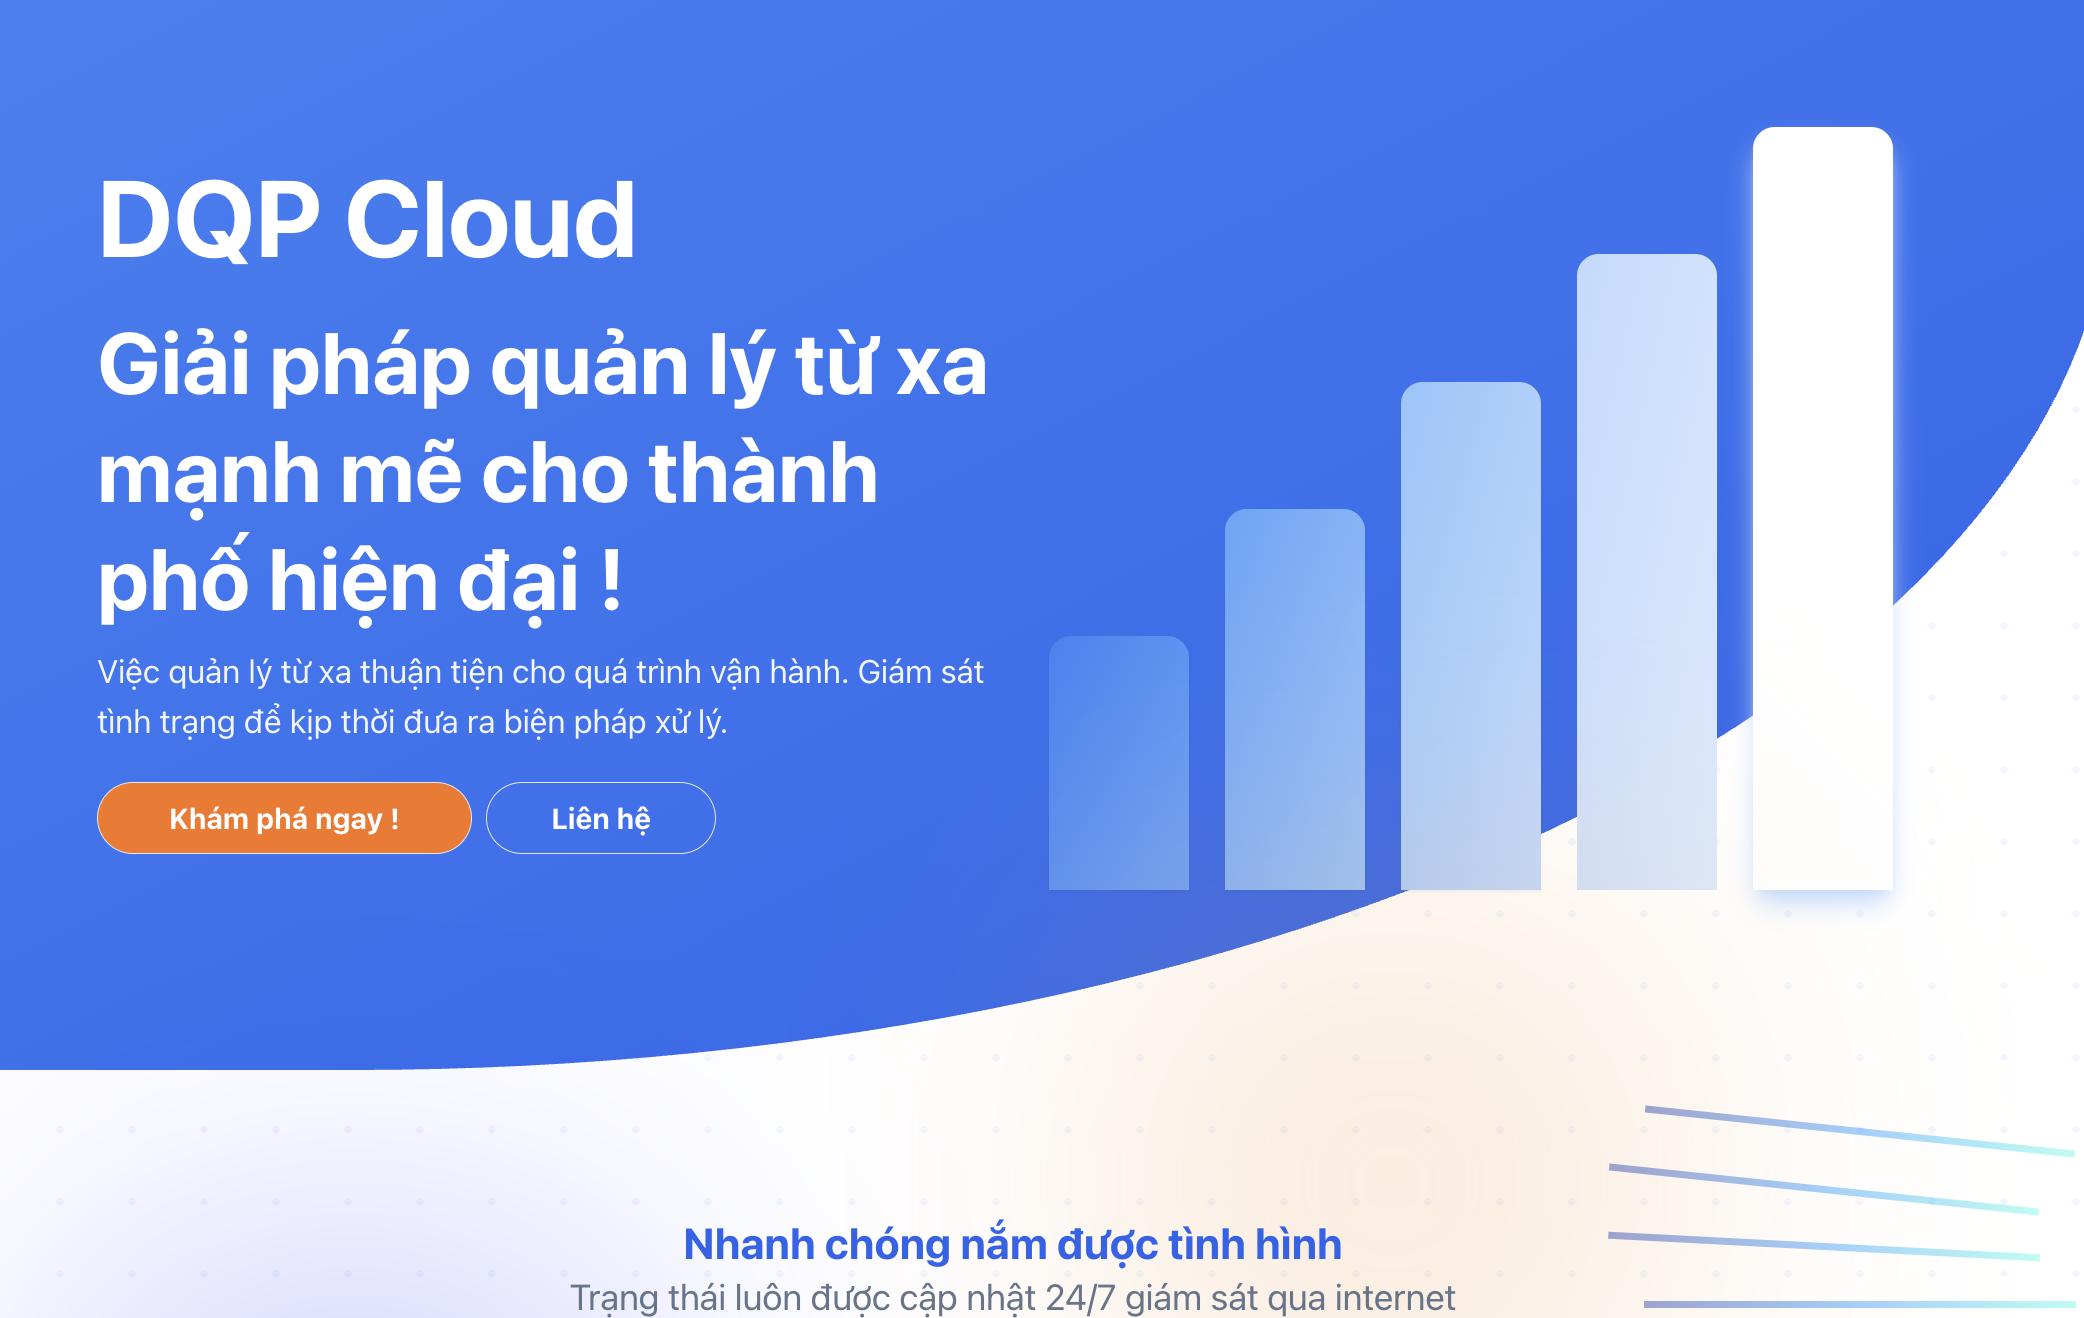 DQP Cloud
Giải pháp quản lý từ xa
mạnh mẽ cho thành
phố hiện đại !
Việc quản lý từ xa thuận tiện cho quá trình vận hành. Giám sát
tình trạng để kịp thời đưa ra biện pháp xử lý.
Khám phá ngay !
Liên hệ
Nhanh chóng nắm được tình hình
Trạng thái luôn được cập nhật 24/7 giám sát qua internet